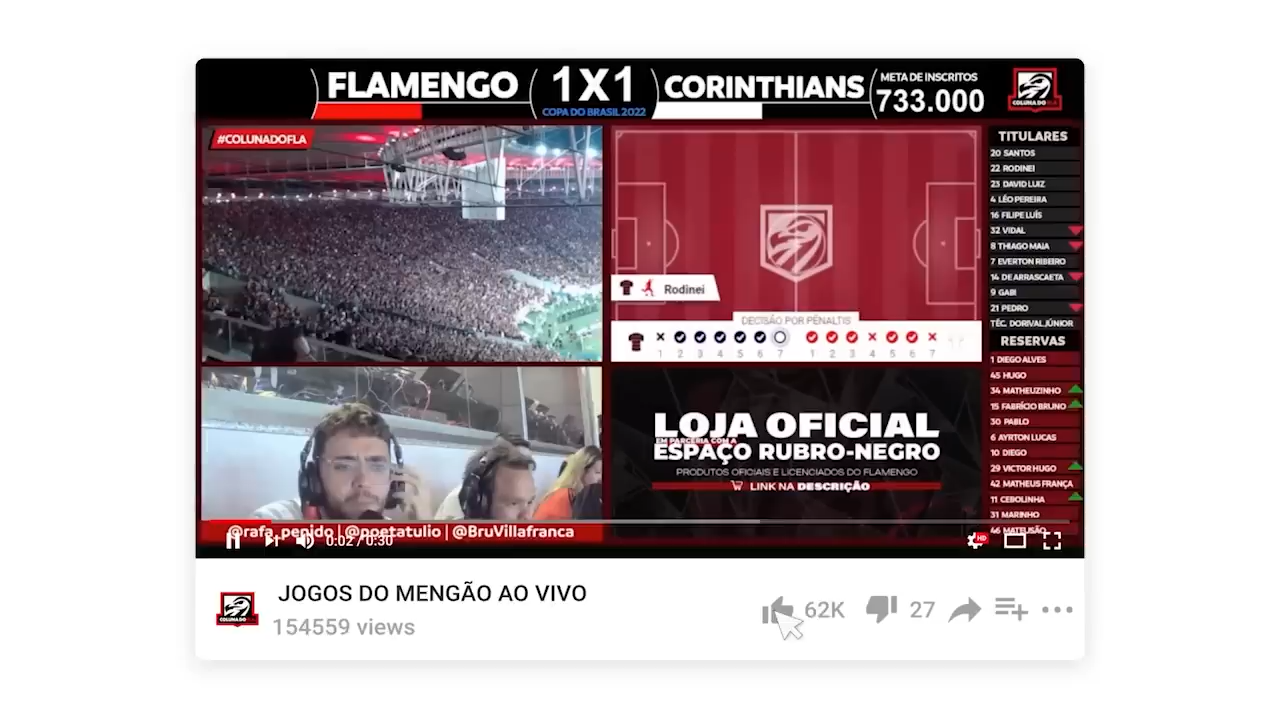 FLAMENGO
1X1
COPA DO BRASIL 2022
CORINTHIANS
META DE INSCRITOS
733.000
COLUNA DO FLA
#COLUNADOFLA
TITULARES
20 SANTOS
22 RODINEI
23 DAVID LUIZ
4 LÉO PEREIRA
16 FILIPE LUÍS
32 VIDAL
8 THIAGO MAIA
7 EVERTON RIBEIRO
14 DE ARRASCAETA
9 GABI
21 PEDRO
TÉC. DORIVAL JÚNIOR
RESERVAS
1 DIEGO ALVES
45 HUGO
34 MATHEUZINHO
15 FABRÍCIO BRUNO
30 PABLO
6 AYRTON LUCAS
10 DIEGO
29 VICTOR HUGO
42 MATHEUS FRANÇA
11 CEBOLINHA
31 MARINHO
46 MATEUSÃO
Rodinei
DECISÃO POR PÊNALTIS
1 2 3 4 5 6 7 1 2 3 4 5 6 7
LOJA OFICIAL
EM PARCERIA COM A
ESPAÇO RUBRO-NEGRO
PRODUTOS OFICIAIS E LICENCIADOS DO FLAMENGO
LINK NA DESCRIÇÃO
@rafa_penido | @poetatulio | @BruVillafranca
0:02 / 0:30
HD
JOGOS DO MENGÃO AO VIVO
154559 views
62K
27